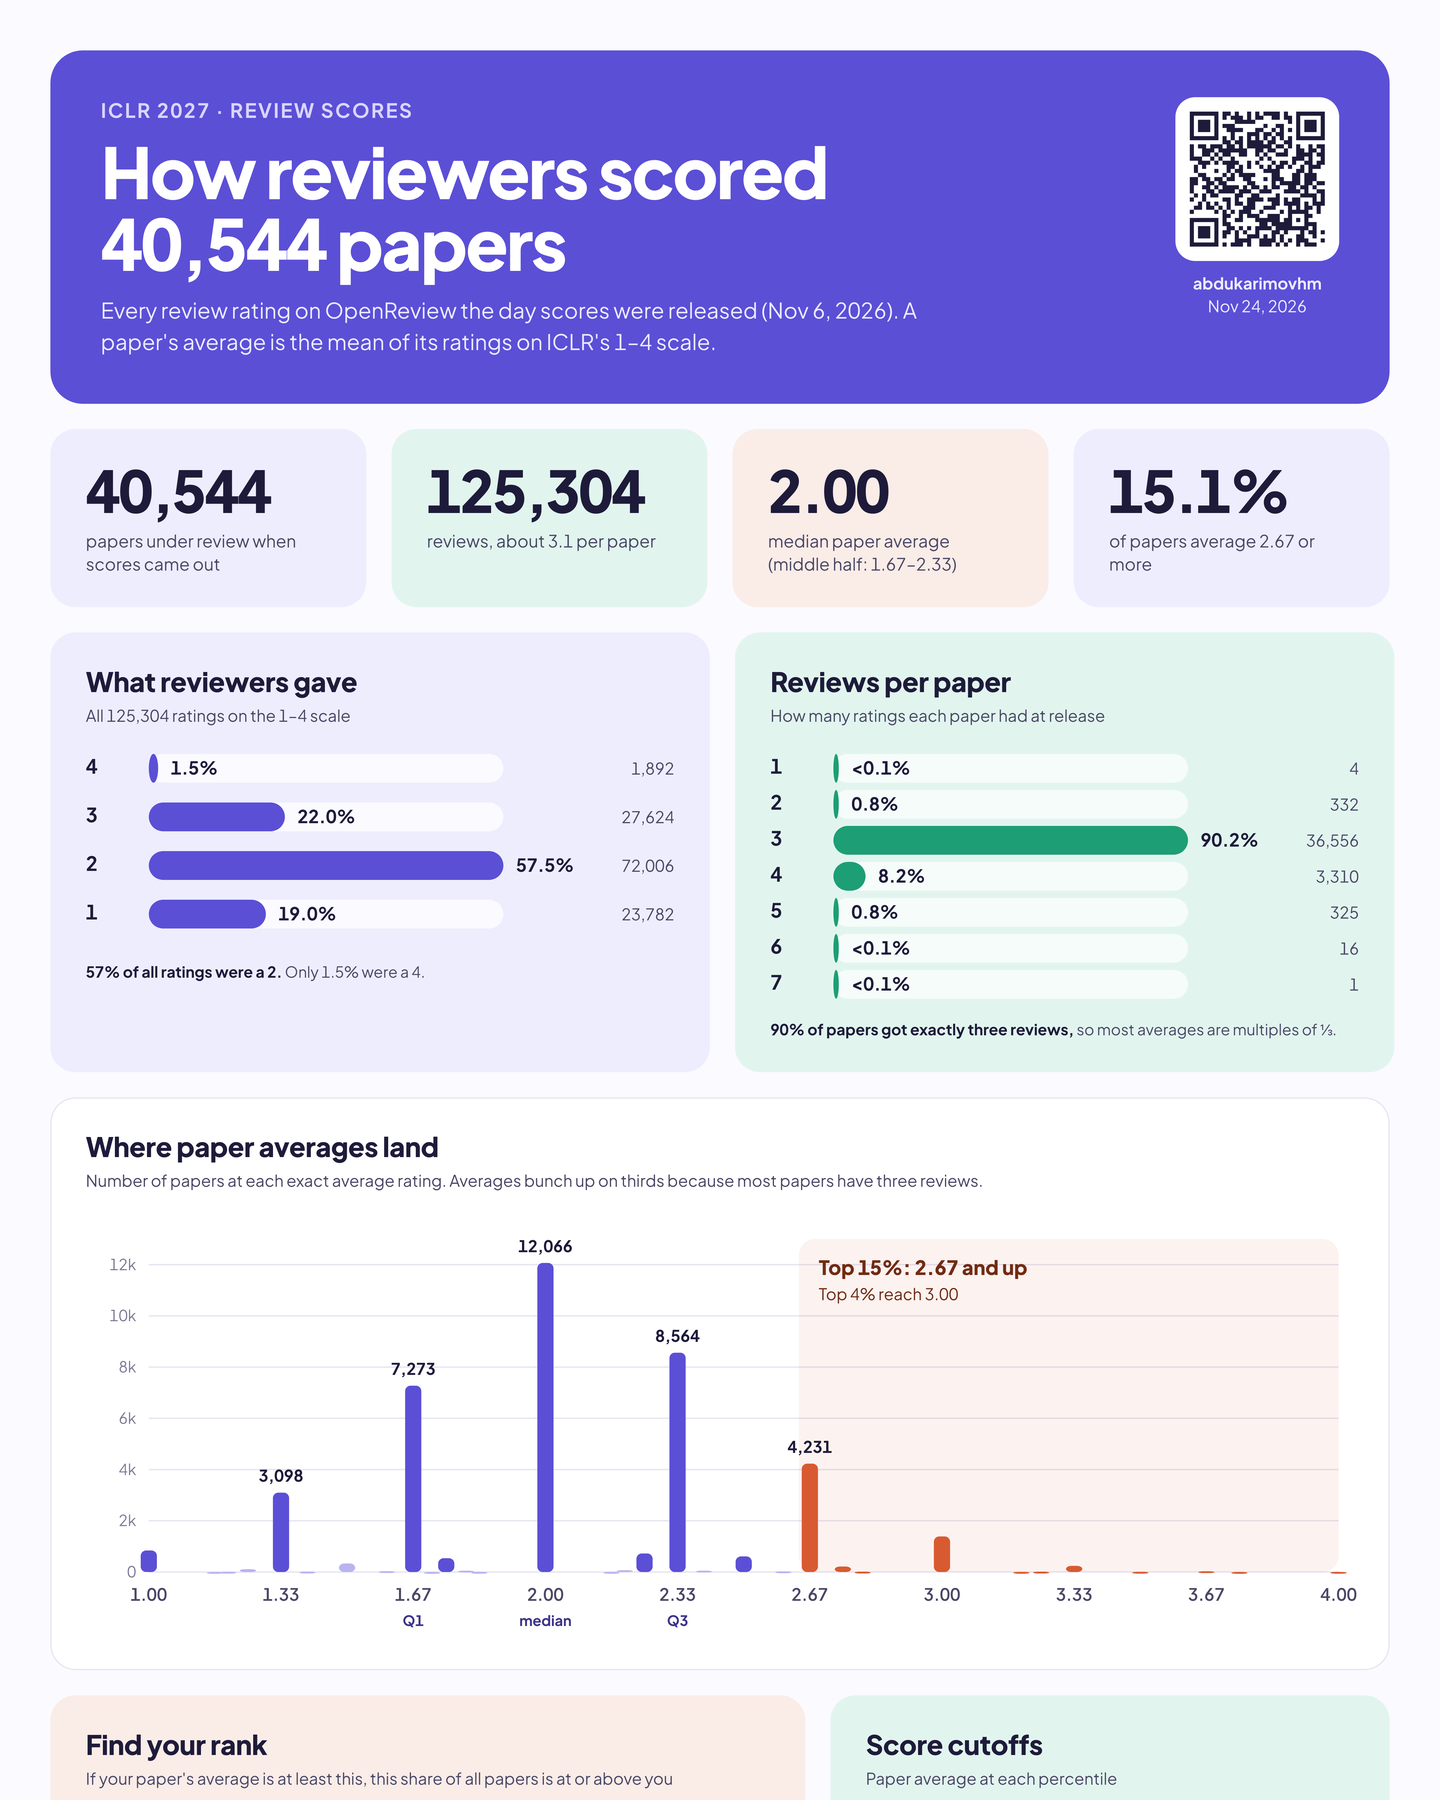 ICLR 2027 · REVIEW SCORES
How reviewers scored
40,544 papers
Every review rating on OpenReview the day scores were released (Nov 6, 2026). A
paper's average is the mean of its ratings on ICLR's 1–4 scale.
abdukarimovhm
Nov 24, 2026
40,544
papers under review when
scores came out
125,304
reviews, about 3.1 per paper
2.00
median paper average
(middle half: 1.67–2.33)
15.1%
of papers average 2.67 or
more
What reviewers gave
All 125,304 ratings on the 1–4 scale
4 1.5% 1,892
3 22.0% 27,624
2 57.5% 72,006
1 19.0% 23,782
57% of all ratings were a 2. Only 1.5% were a 4.
Reviews per paper
How many ratings each paper had at release
1 <0.1% 4
2 0.8% 332
3 90.2% 36,556
4 8.2% 3,310
5 0.8% 325
6 <0.1% 16
7 <0.1% 1
90% of papers got exactly three reviews, so most averages are multiples of ⅓.
Where paper averages land
Number of papers at each exact average rating. Averages bunch up on thirds because most papers have three reviews.
12k
10k
8k
6k
4k
2k
0
3,098
7,273
12,066
8,564
4,231
Top 15%: 2.67 and up
Top 4% reach 3.00
1.00 1.33 1.67 2.00 2.33 2.67 3.00 3.33 3.67 4.00
Q1 median Q3
Find your rank
If your paper's average is at least this, this share of all papers is at or above you
Score cutoffs
Paper average at each percentile